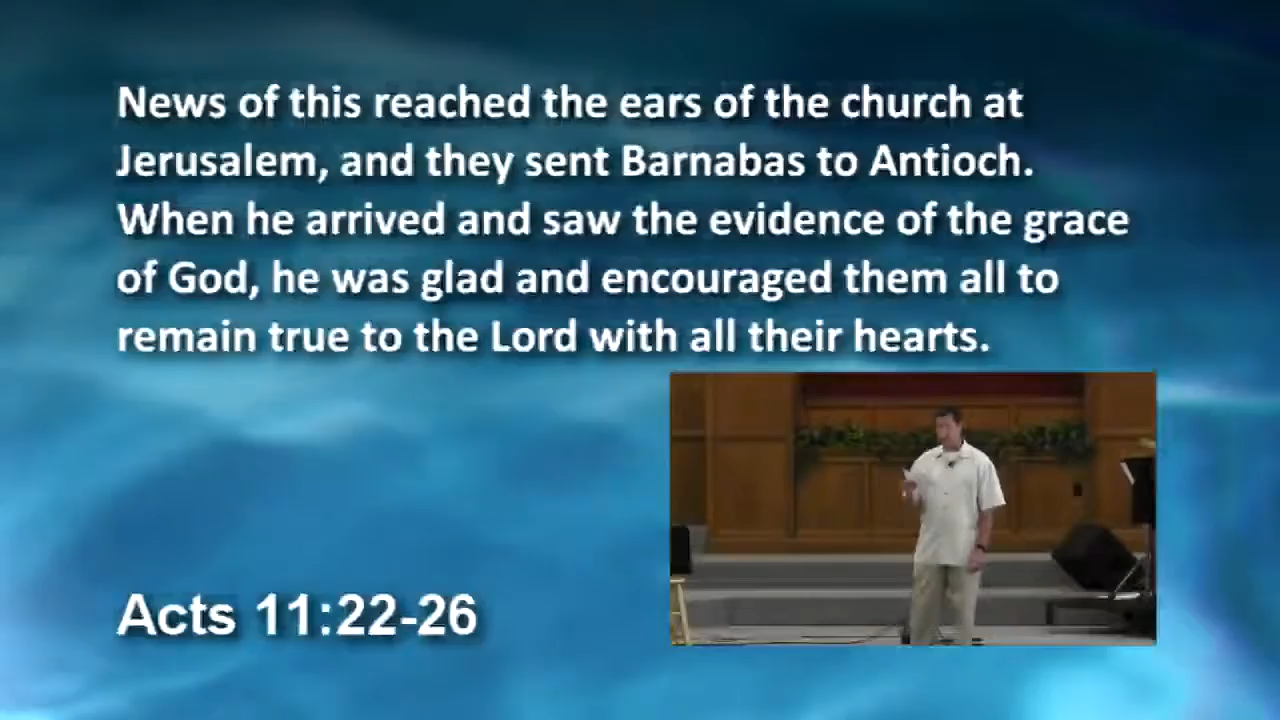 News of this reached the ears of the church at
Jerusalem, and they sent Barnabas to Antioch.
When he arrived and saw the evidence of the grace
of God, he was glad and encouraged them all to
remain true to the Lord with all their hearts.
Acts 11:22-26